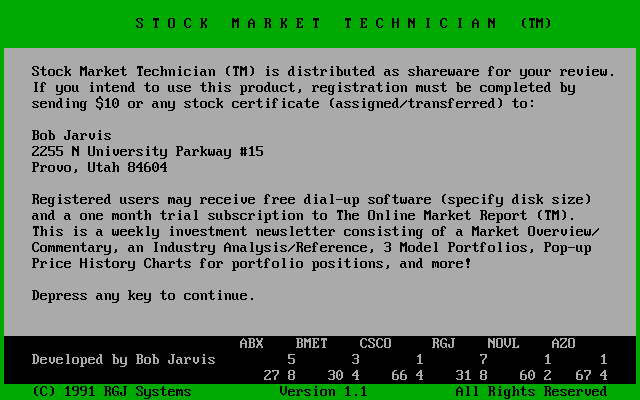 S T O C K   M A R K E T   T E C H N I C I A N   (TM)
Stock Market Technician (TM) is distributed as shareware for your review.
If you intend to use this product, registration must be completed by
sending $10 or any stock certificate (assigned/transferred) to:
Bob Jarvis
2255 N University Parkway #15
Provo, Utah 84604
Registered users may receive free dial-up software (specify disk size)
and a one month trial subscription to The Online Market Report (TM).
This is a weekly investment newsletter consisting of a Market Overview/
Commentary, an Industry Analysis/Reference, 3 Model Portfolios, Pop-up
Price History Charts for portfolio positions, and more!
Depress any key to continue.
ABX BMET CSCO RGJ NOVL AZO
Developed by Bob Jarvis 5 3 1 7 1 1
27 8 30 4 66 4 31 8 60 2 67 4
(C) 1991 RGJ Systems Version 1.1 All Rights Reserved